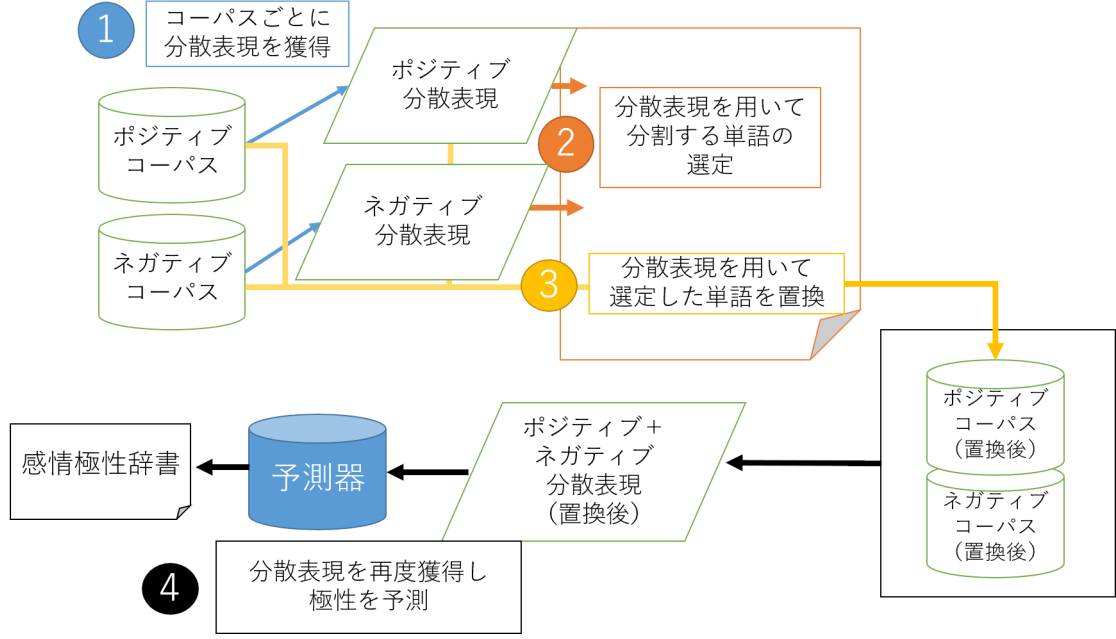 1
コーパスごとに
分散表現を獲得
ポジティブ
分散表現
ポジティブ
コーパス
2
分散表現を用いて
分割する単語の
選定
ネガティブ
分散表現
ネガティブ
コーパス
3
分散表現を用いて
選定した単語を置換
ポジティブ
コーパス
(置換後)
ネガティブ
コーパス
(置換後)
ポジティブ+
ネガティブ
分散表現
(置換後)
予測器
感情極性辞書
4
分散表現を再度獲得し
極性を予測